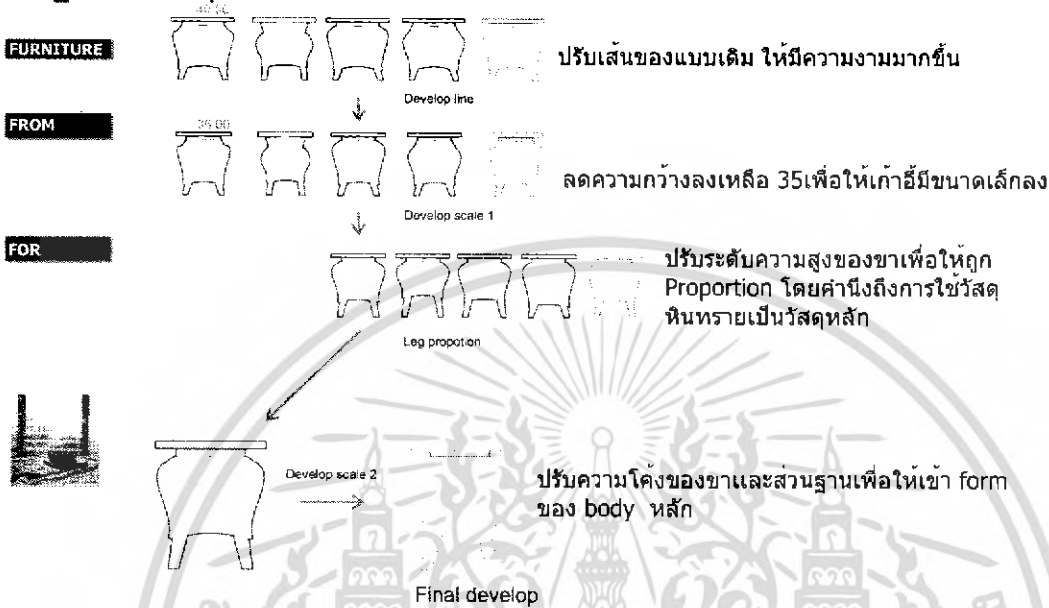 40.00
FURNITURE
ปรับเส้นของแบบเดิม ให้มีความงามมากขึ้น
Develop line
FROM
35.00
ลดความกว้างลงเหลือ 35เพื่อให้เก้าอี้มีขนาดเล็กลง
Develop scale 1
FOR
ปรับระดับความสูงของขาเพื่อให้ถูก
Proportion โดยคำนึงถึงการใช้วัสดุ
หินทรายเป็นวัสดุหลัก
Leg propotion
Develop scale 2
ปรับความโค้งของขาและส่วนฐานเพื่อให้เข้า form
ของ body หลัก
Final develop